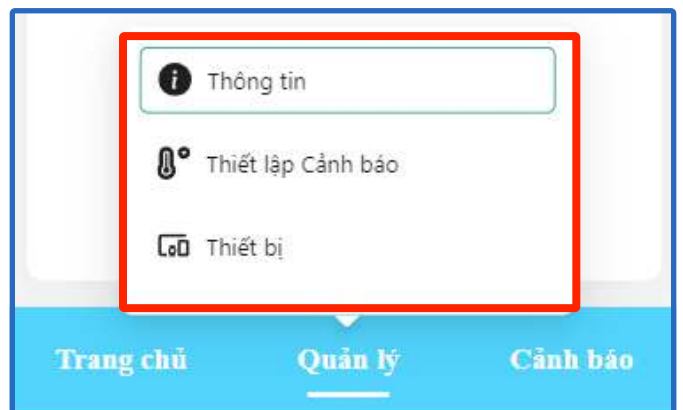 Thông tin
Thiết lập Cảnh báo
Thiết bị
Trang chủ Quản lý Cảnh báo